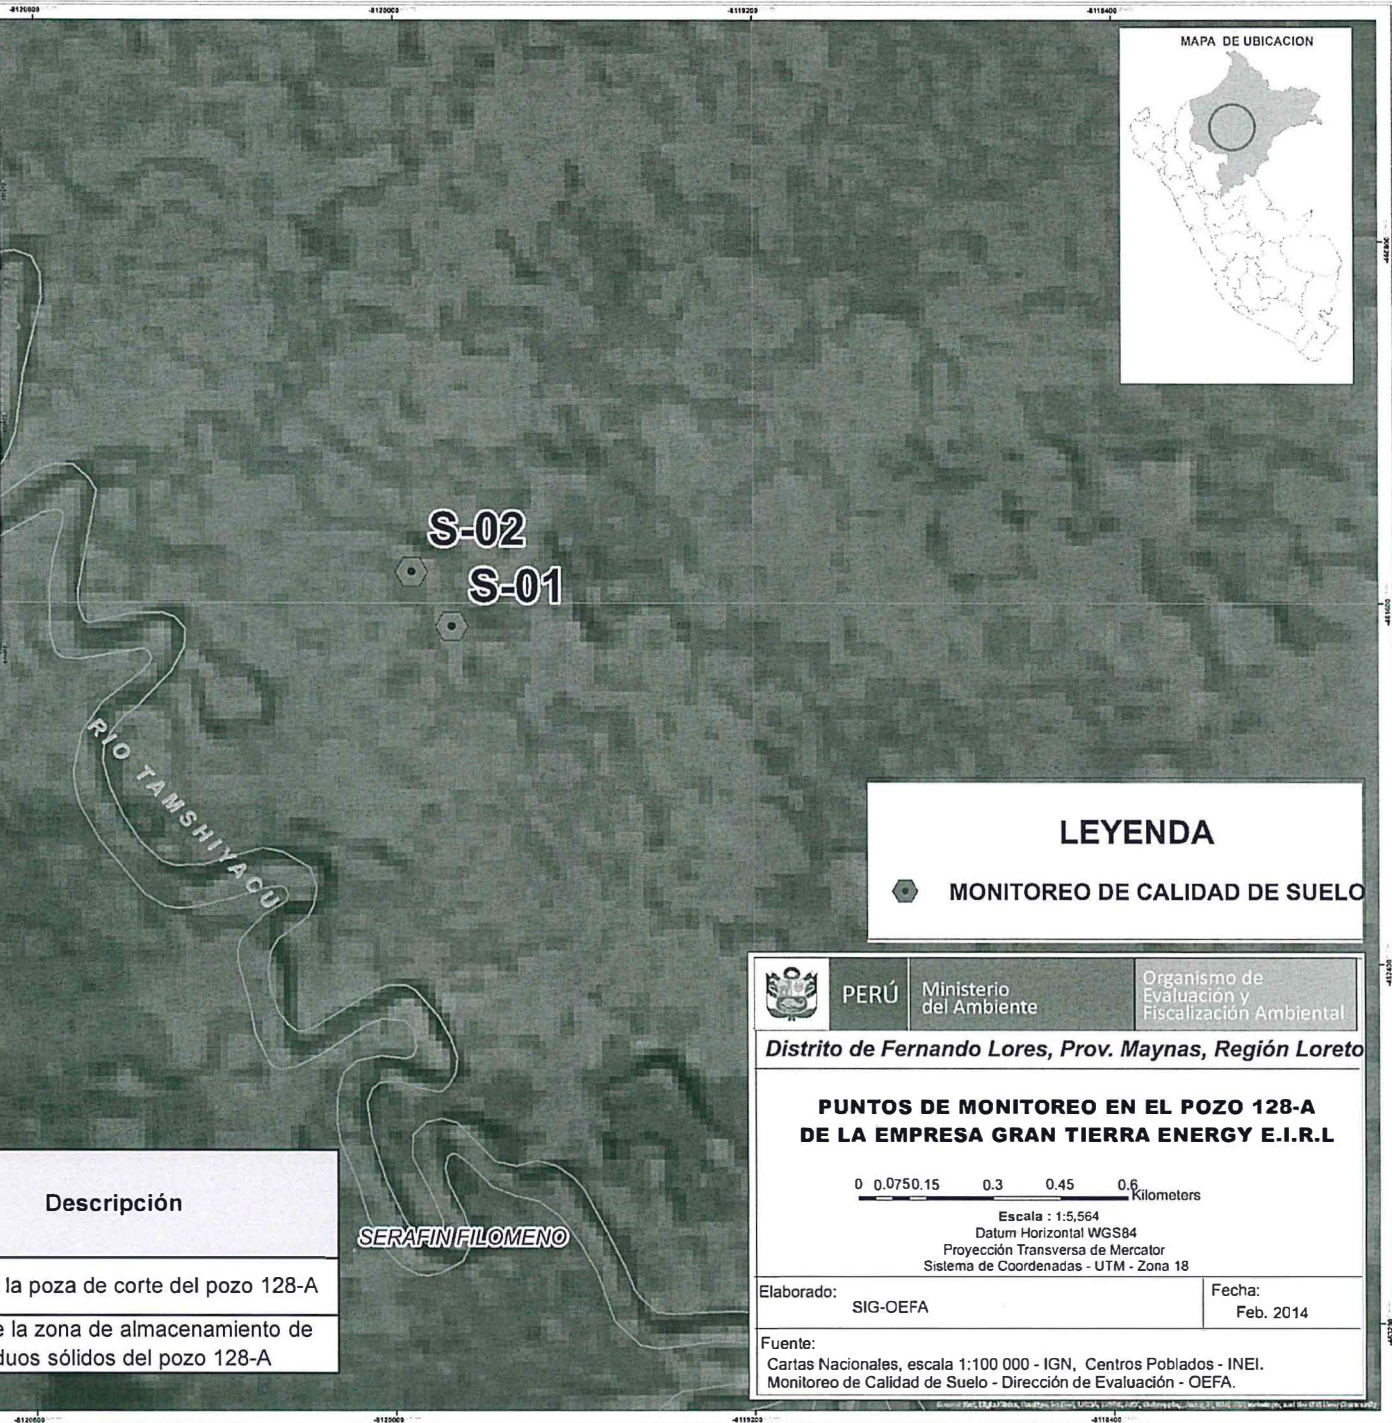 -8120000
-8119200
-8118400
MAPA DE UBICACION
S-02
S-01
RIO TAMSHIYACU
SERAFIN FILOMENO
LEYENDA
MONITOREO DE CALIDAD DE SUELO
PERÚ
Ministerio
del Ambiente
Organismo de
Evaluación y
Fiscalización Ambiental
Distrito de Fernando Lores, Prov. Maynas, Región Loreto
PUNTOS DE MONITOREO EN EL POZO 128-A
DE LA EMPRESA GRAN TIERRA ENERGY E.I.R.L
0 0.075 0.15 0.3 0.45 0.6
Kilometers
Escala : 1:5,564
Datum Horizontal WGS84
Proyección Transversa de Mercator
Sistema de Coordenadas - UTM - Zona 18
Elaborado:
SIG-OEFA
Fecha:
Feb. 2014
Fuente:
Cartas Nacionales, escala 1:100 000 - IGN, Centros Poblados - INEI.
Monitoreo de Calidad de Suelo - Dirección de Evaluación - OEFA.
Descripción
la poza de corte del pozo 128-A
e la zona de almacenamiento de
duos sólidos del pozo 128-A
-8120000
-8119200
-8118400